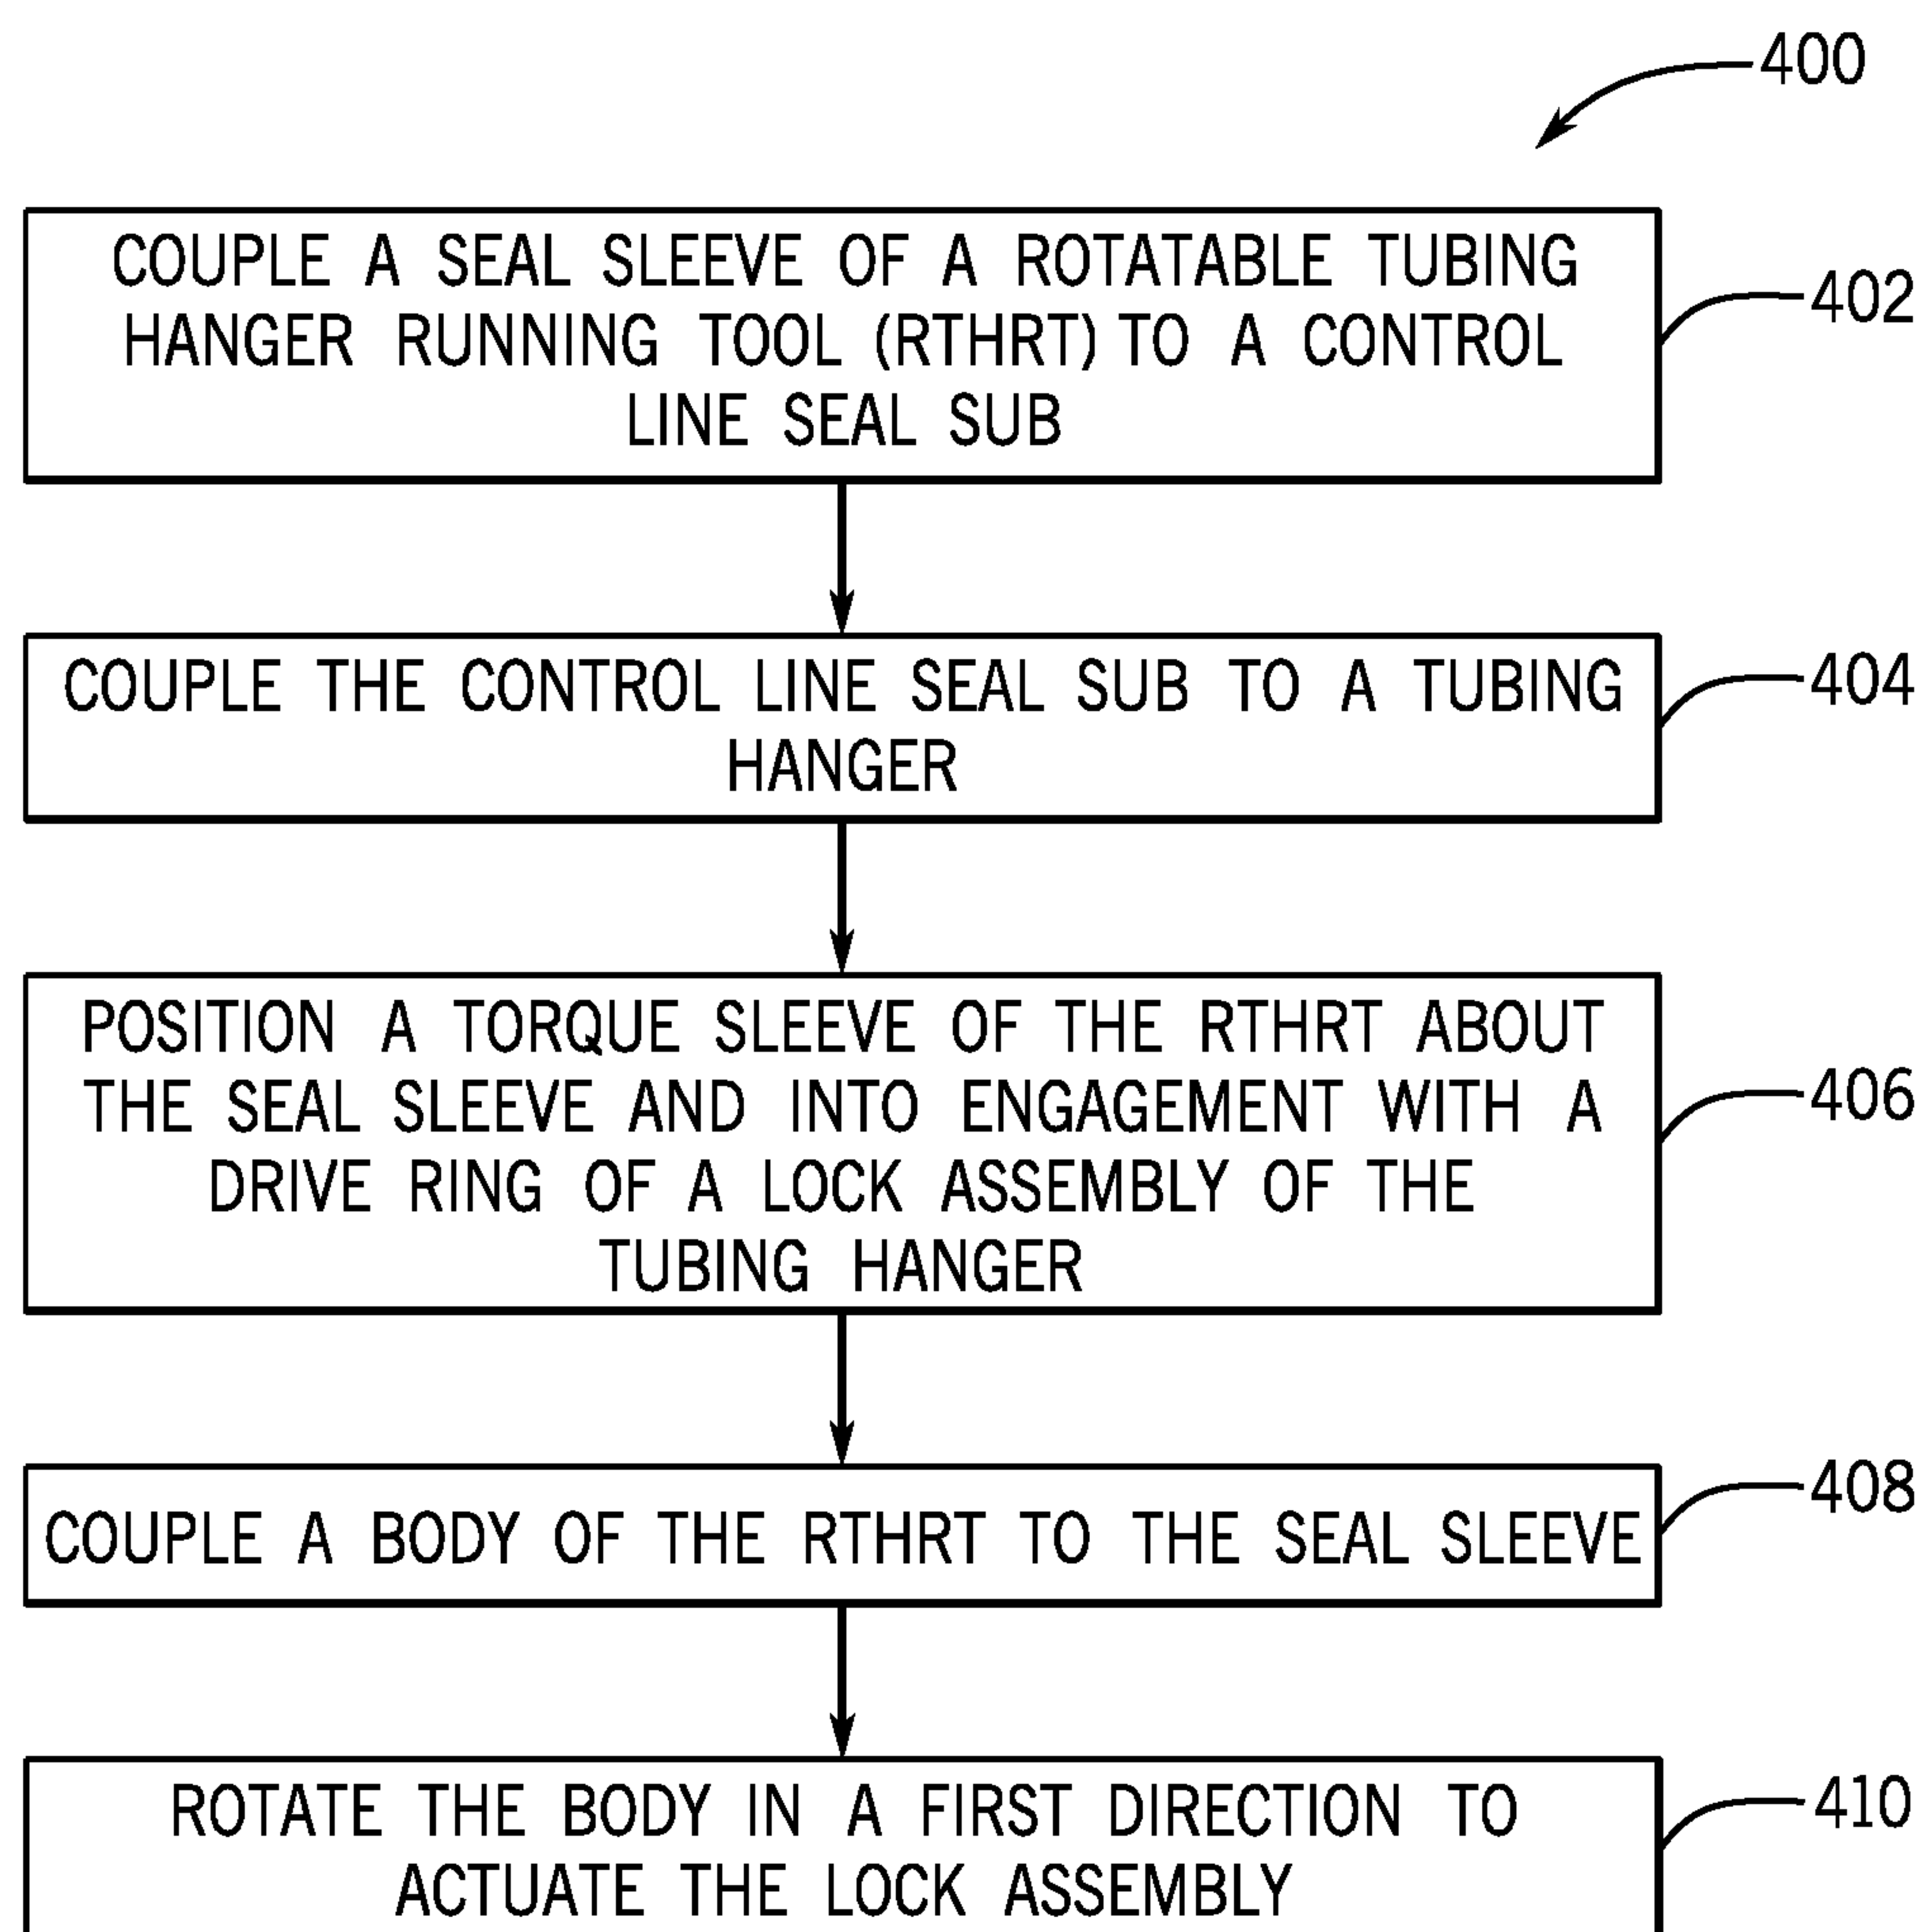 400
COUPLE A SEAL SLEEVE OF A ROTATABLE TUBING
HANGER RUNNING TOOL (RTHRT) TO A CONTROL
LINE SEAL SUB
402
COUPLE THE CONTROL LINE SEAL SUB TO A TUBING
HANGER
404
POSITION A TORQUE SLEEVE OF THE RTHRT ABOUT
THE SEAL SLEEVE AND INTO ENGAGEMENT WITH A
DRIVE RING OF A LOCK ASSEMBLY OF THE
TUBING HANGER
406
COUPLE A BODY OF THE RTHRT TO THE SEAL SLEEVE
408
ROTATE THE BODY IN A FIRST DIRECTION TO
ACTUATE THE LOCK ASSEMBLY
410